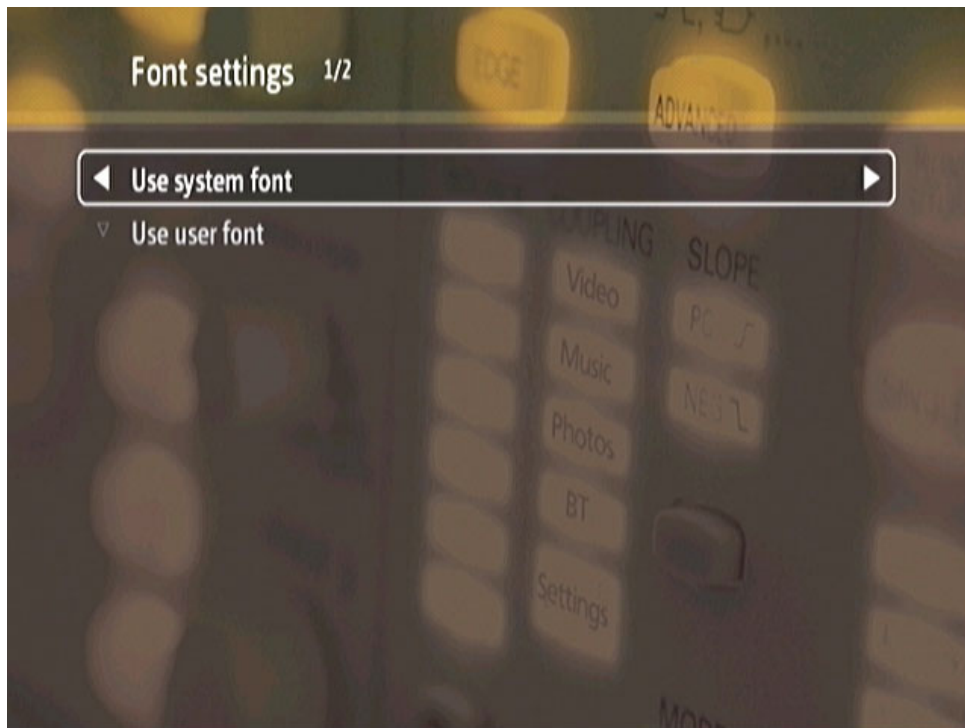 Font settings 1/2
EDGE
ADVANCED
Use system font
Use user font
COUPLING
SLOPE
Video
Music
Photos
BT
Settings
NEG